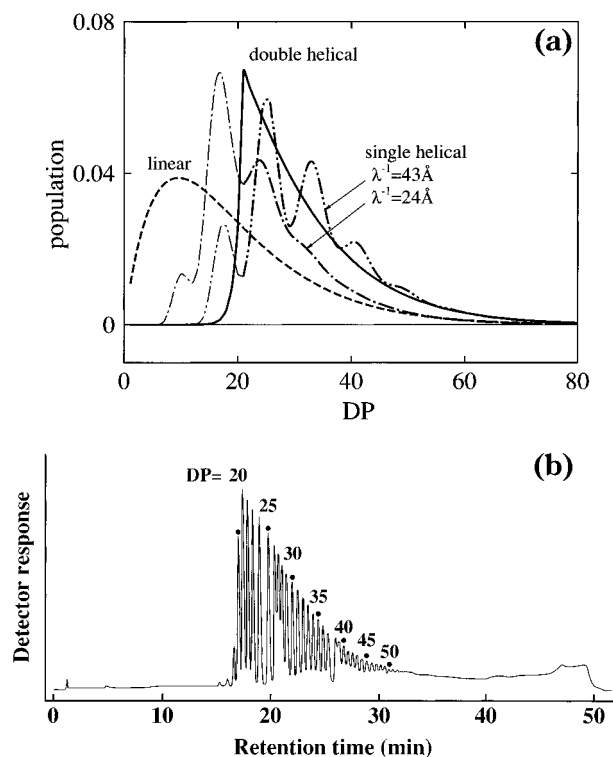 (a)
0.08
0.04
0
population
double helical
linear
single helical
λ⁻¹=43Å
λ⁻¹=24Å
0 20 40 60 80
DP
(b)
Detector response
DP= 20
25
30
35
40
45
50
0 10 20 30 40 50
Retention time (min)